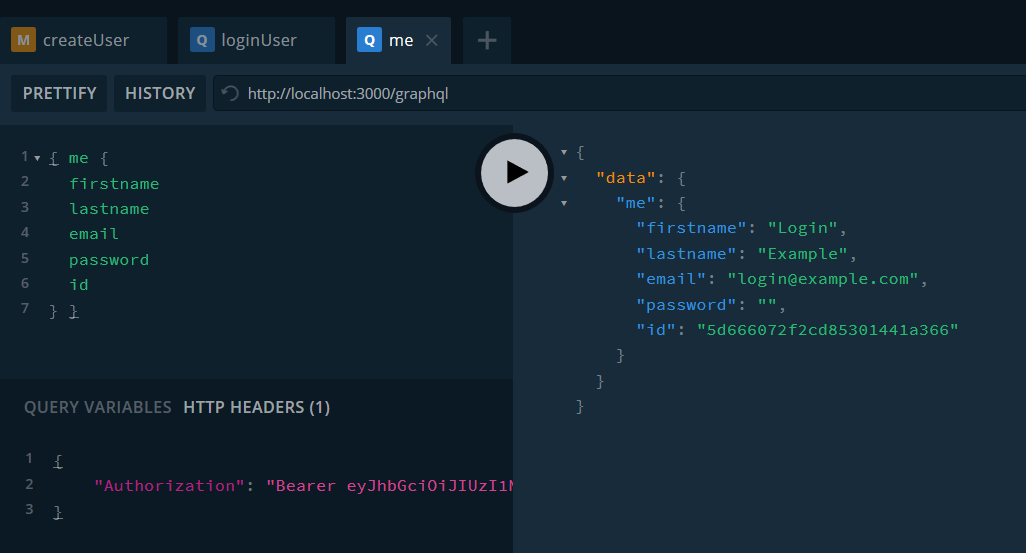 M createUser Q loginUser Q me × +
PRETTIFY HISTORY http://localhost:3000/graphql
1 { me {
2 firstname
3 lastname
4 email
5 password
6 id
7 } }
{
"data": {
"me": {
"firstname": "Login",
"lastname": "Example",
"email": "login@example.com",
"password": "",
"id": "5d666072f2cd85301441a366"
}
}
}
QUERY VARIABLES HTTP HEADERS (1)
1 {
2 "Authorization": "Bearer eyJhbGciOiJIUzI1
3 }